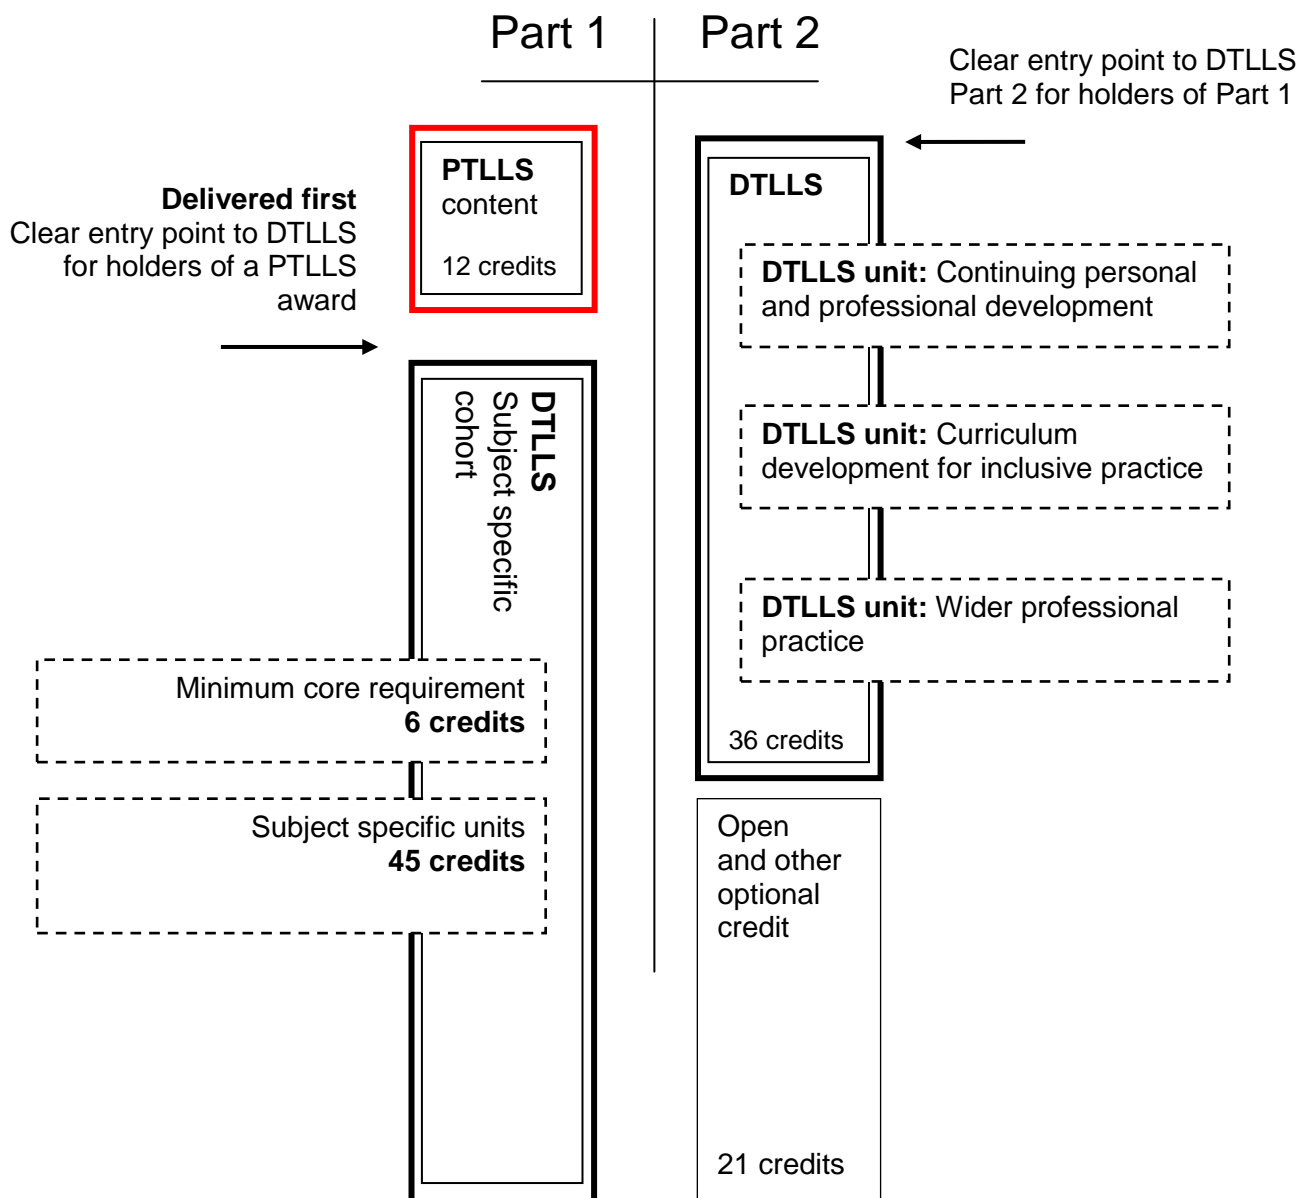 Part 1
Part 2
Clear entry point to DTLLS
Part 2 for holders of Part 1
PTLLS
content
12 credits
Delivered first
Clear entry point to DTLLS
for holders of a PTLLS
award
DTLLS
Subject specific
cohort
Minimum core requirement
6 credits
Subject specific units
45 credits
DTLLS
DTLLS unit: Continuing personal
and professional development
DTLLS unit: Curriculum
development for inclusive practice
DTLLS unit: Wider professional
practice
36 credits
Open
and other
optional
credit
21 credits